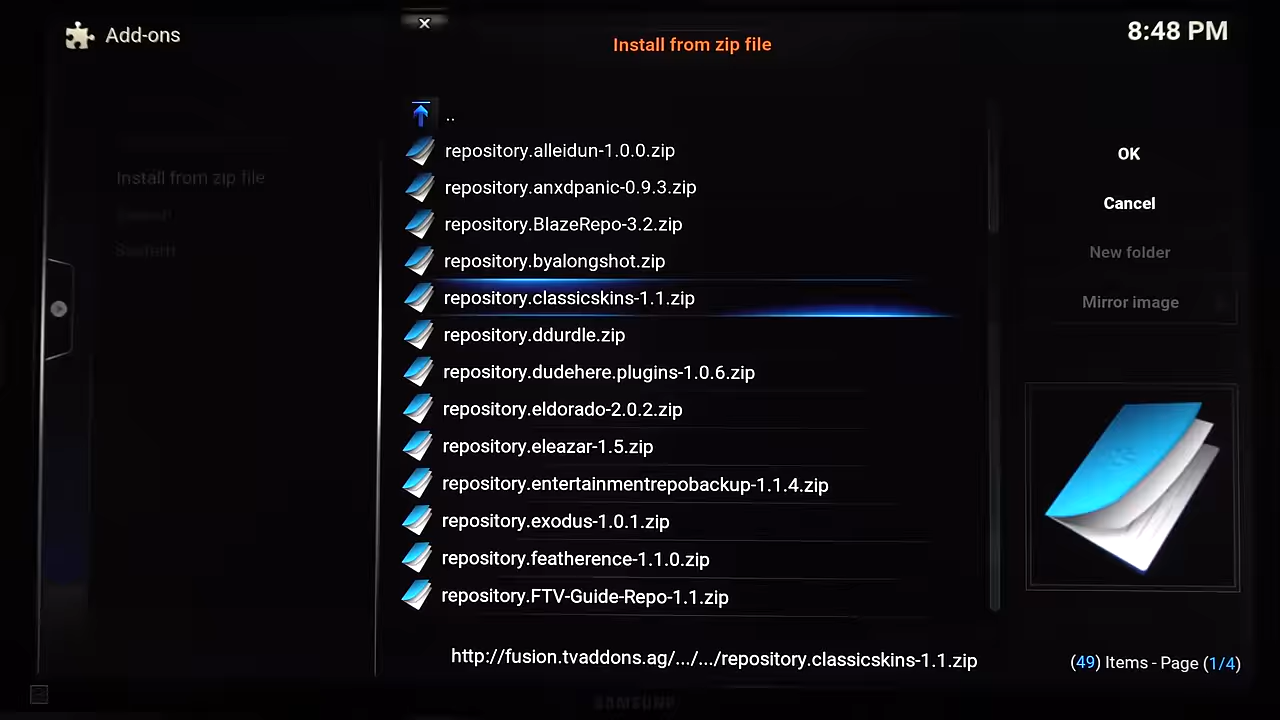 Add-ons
Install from zip file
8:48 PM
..
repository.alleidun-1.0.0.zip
repository.anxdpanic-0.9.3.zip
repository.BlazeRepo-3.2.zip
repository.byalongshot.zip
repository.classicskins-1.1.zip
repository.ddurdle.zip
repository.dudehere.plugins-1.0.6.zip
repository.eldorado-2.0.2.zip
repository.eleazar-1.5.zip
repository.entertainmentrepobackup-1.1.4.zip
repository.exodus-1.0.1.zip
repository.featherence-1.1.0.zip
repository.FTV-Guide-Repo-1.1.zip
http://fusion.tvaddons.ag/.../.../repository.classicskins-1.1.zip
Install from zip file
System
OK
Cancel
New folder
Mirror image
(49) Items - Page (1/4)
SAMSUNG